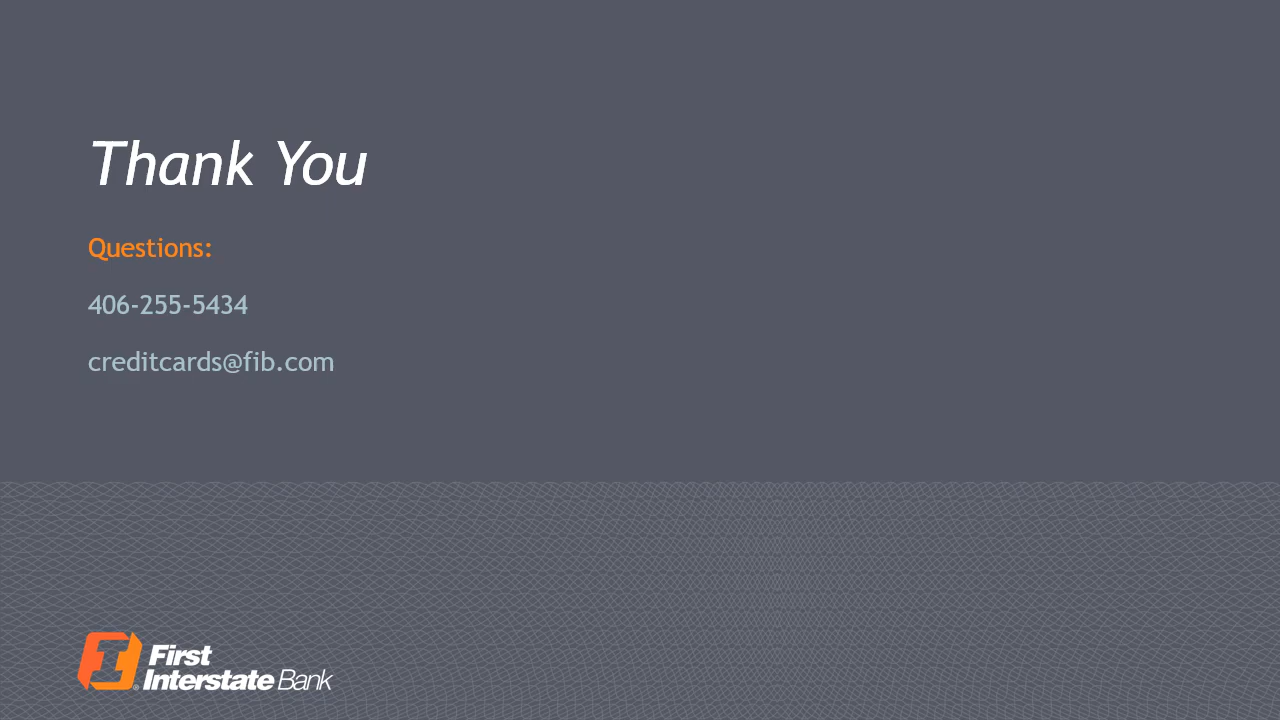 Thank You
Questions:
406-255-5434
creditcards@fib.com
First
Interstate Bank